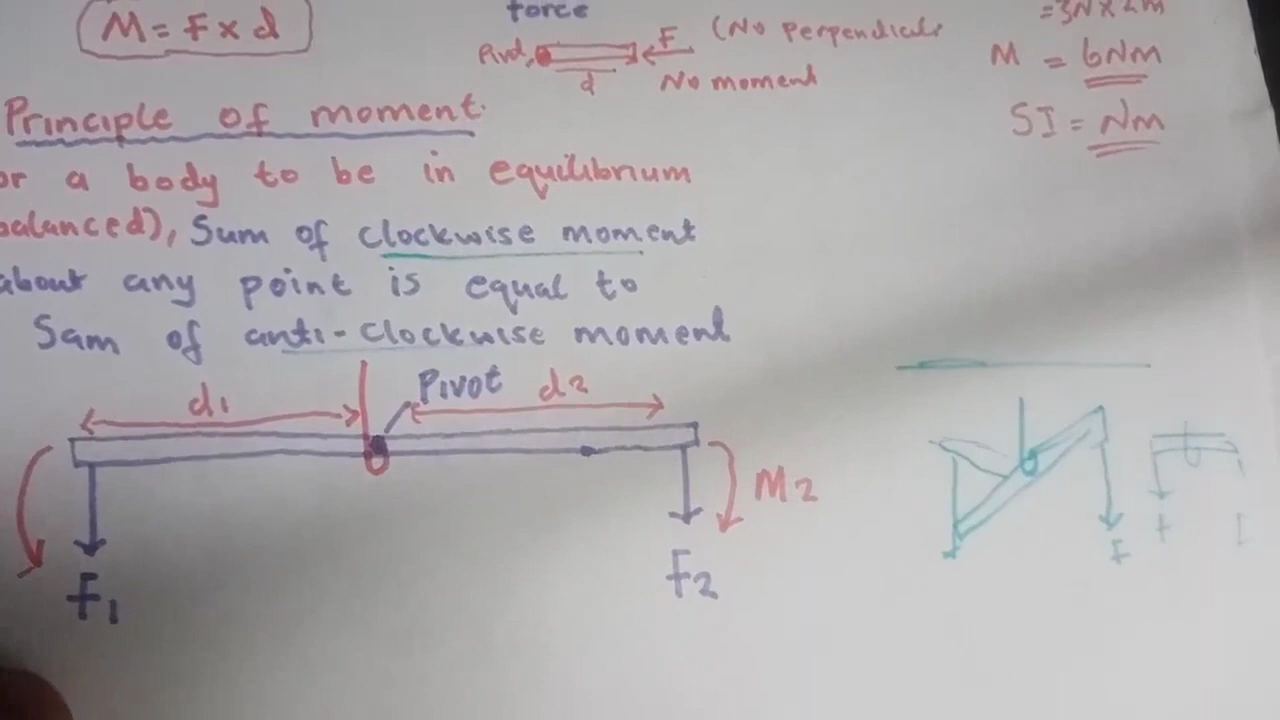 M = F x d
force
Pivot
F
(No perpendicular
d
No moment
=3N x 2m
M = 6Nm
SI = Nm
Principle of moment.
or a body to be in equilibrium
balanced), Sum of clockwise moment
about any point is equal to
Sam of anti-clockwise moment
d1
Pivot
d2
M2
F1
F2
F